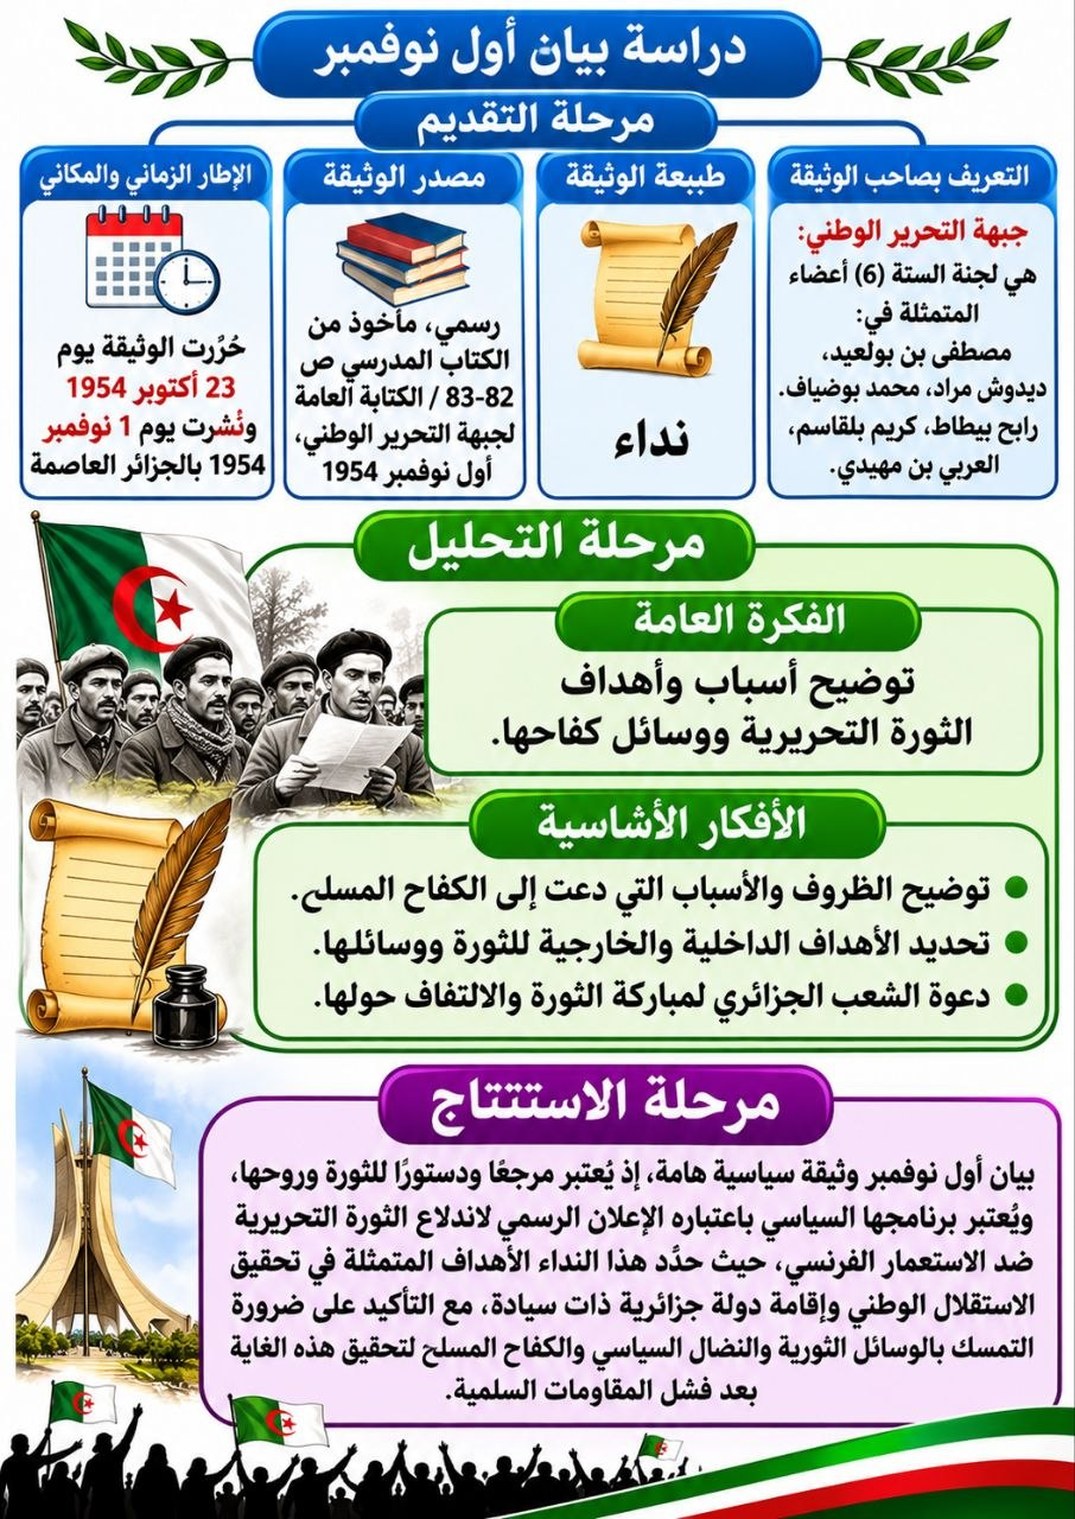 دراسة بيان أول نوفمبر
مرحلة التقديم
التعريف بصاحب الوثيقة
جبهة التحرير الوطني:
هي لجنة الستة (6) أعضاء
المتمثلة في:
مصطفى بن بولعيد،
ديدوش مراد، محمد بوضياف.
رابح بيطاط، كريم بلقاسم،
العربي بن مهيدي.
طبيعة الوثيقة
نداء
مصدر الوثيقة
رسمي، مأخوذ من
الكتاب المدرسي ص
82-83 / الكتابة العامة
لجبهة التحرير الوطني،
أول نوفمبر 1954
الإطار الزماني والمكاني
حُرِّرت الوثيقة يوم
23 أكتوبر 1954
ونُشرت يوم 1 نوفمبر
1954 بالجزائر العاصمة
مرحلة التحليل
الفكرة العامة
توضيح أسباب وأهداف
الثورة التحريرية ووسائل كفاحها.
الأفكار الأشاسية
توضيح الظروف والأسباب التي دعت إلى الكفاح المسلح.
تحديد الأهداف الداخلية والخارجية للثورة ووسائلها.
دعوة الشعب الجزائري لمباركة الثورة والالتفاف حولها.
مرحلة الاستتتاج
بيان أول نوفمبر وثيقة سياسية هامة، إذ يُعتبر مرجعًا ودستورًا للثورة وروحها،
ويُعتبر برنامجها السياسي باعتباره الإعلان الرسمي لاندلاع الثورة التحريرية
ضد الاستعمار الفرنسي، حيث حدَّد هذا النداء الأهداف المتمثلة في تحقيق
الاستقلال الوطني وإقامة دولة جزائرية ذات سيادة، مع التأكيد على ضرورة
التمسك بالوسائل الثورية والنضال السياسي والكفاح المسلح لتحقيق هذه الغاية
بعد فشل المقاومات السلمية.